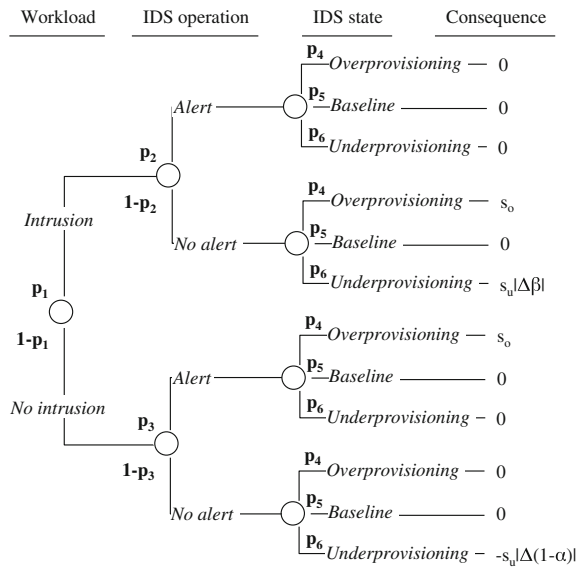 Workload IDS operation IDS state Consequence
p4 Overprovisioning 0
Alert p5 Baseline 0
p6 Underprovisioning 0
p2
1-p2
p4 Overprovisioning so
Intrusion
No alert p5 Baseline 0
p6 Underprovisioning su|Δβ|
p1
1-p1
p4 Overprovisioning so
Alert p5 Baseline 0
No intrusion
p6 Underprovisioning 0
p3
1-p3
p4 Overprovisioning 0
No alert p5 Baseline 0
p6 Underprovisioning -su|Δ(1-α)|